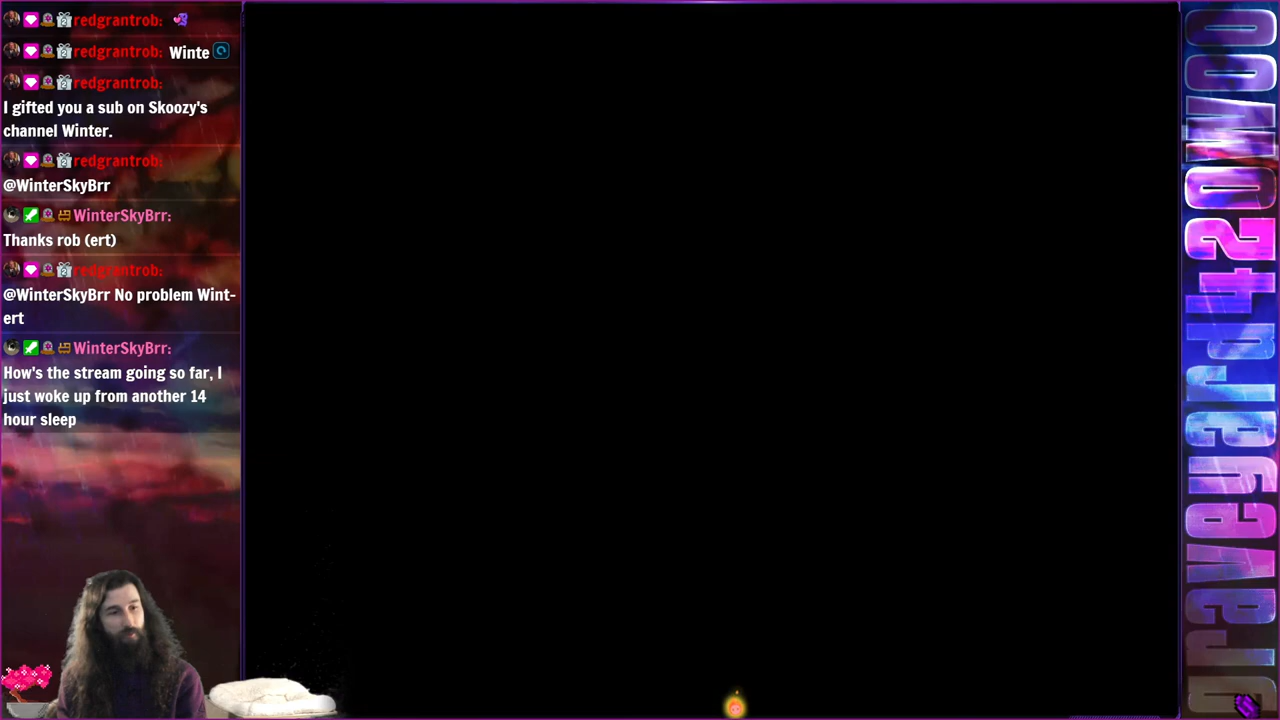 redgrantrob:
redgrantrob: Winte
redgrantrob:
I gifted you a sub on Skoozy's
channel Winter.
redgrantrob:
@WinterSkyBrr
WinterSkyBrr:
Thanks rob (ert)
redgrantrob:
@WinterSkyBrr No problem Wint-
ert
WinterSkyBrr:
How's the stream going so far, I
just woke up from another 14
hour sleep